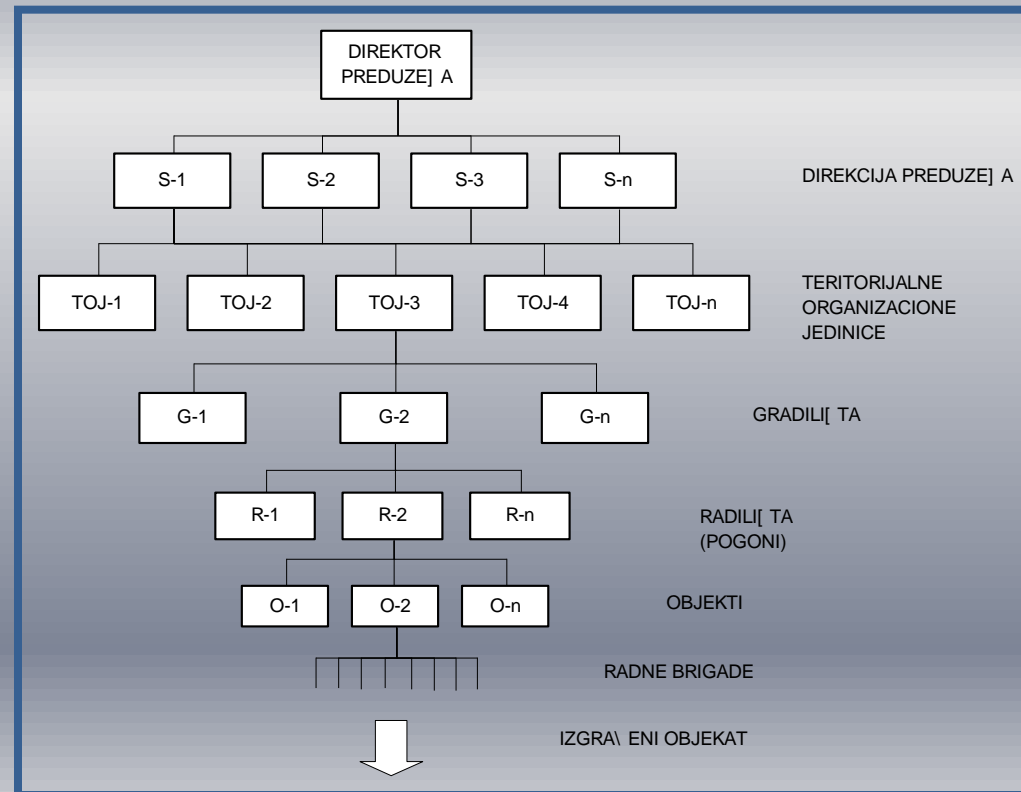 DIREKTOR
PREDUZE] A
S-1
S-2
S-3
S-n
DIREKCIJA PREDUZE] A
TOJ-1
TOJ-2
TOJ-3
TOJ-4
TOJ-n
TERITORIJALNE
ORGANIZACIONE
JEDINICE
G-1
G-2
G-n
GRADILI[ TA
R-1
R-2
R-n
RADILI[ TA
(POGONI)
O-1
O-2
O-n
OBJEKTI
RADNE BRIGADE
IZGRA\ ENI OBJEKAT